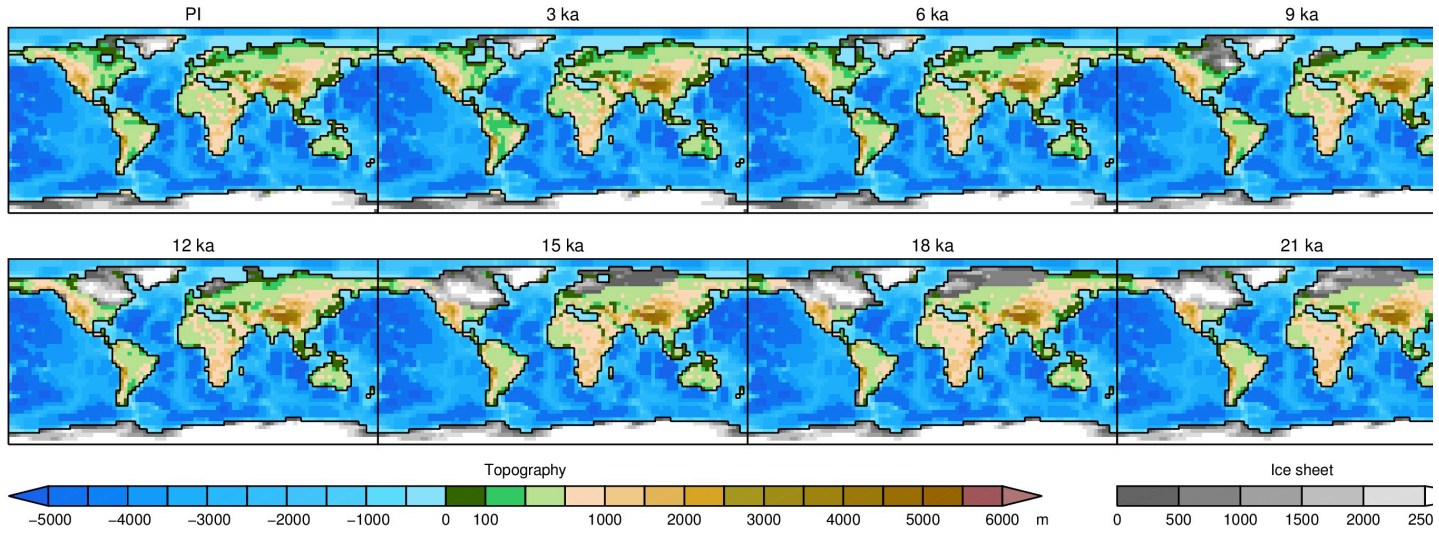 PI 3 ka 6 ka 9 ka
12 ka 15 ka 18 ka 21 ka
Topography Ice sheet
−5000 −4000 −3000 −2000 −1000 0 100 1000 2000 3000 4000 5000 6000 m 0 500 1000 1500 2000